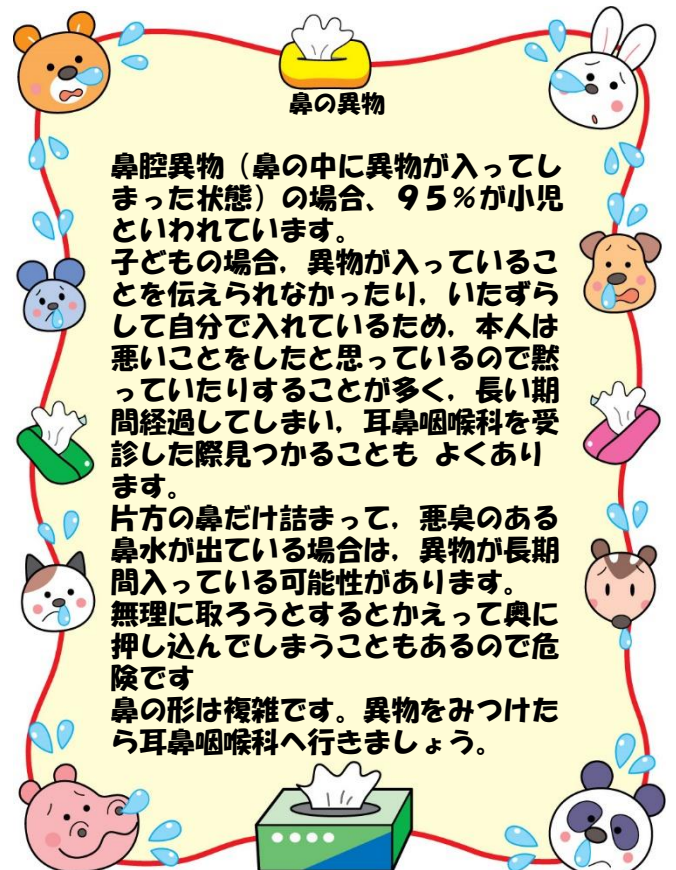 鼻の異物
鼻腔異物（鼻の中に異物が入ってし
まった状態）の場合、９５％が小児
といわれています。
子どもの場合，異物が入っているこ
とを伝えられなかったり，いたずら
して自分で入れているため，本人は
悪いことをしたと思っているので黙
っていたりすることが多く，長い期
間経過してしまい，耳鼻咽喉科を受
診した際見つかることも よくあり
ます。
片方の鼻だけ詰まって，悪臭のある
鼻水が出ている場合は，異物が長期
間入っている可能性があります。
無理に取ろうとするとかえって奥に
押し込んでしまうこともあるので危
険です
鼻の形は複雑です。異物をみつけた
ら耳鼻咽喉科へ行きましょう。